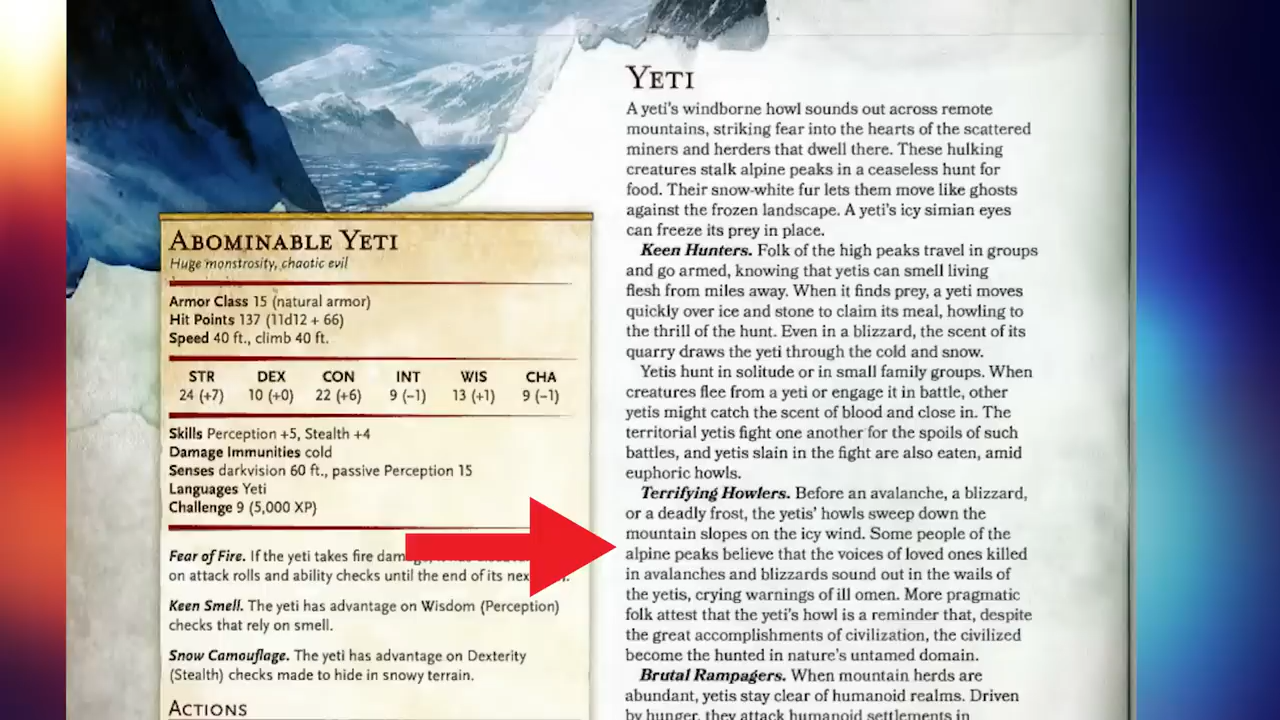 ABOMINABLE YETI
Huge monstrosity, chaotic evil
Armor Class 15 (natural armor)
Hit Points 137 (11d12 + 66)
Speed 40 ft., climb 40 ft.
STR DEX CON INT WIS CHA
24 (+7) 10 (+0) 22 (+6) 9 (−1) 13 (+1) 9 (−1)
Skills Perception +5, Stealth +4
Damage Immunities cold
Senses darkvision 60 ft., passive Perception 15
Languages Yeti
Challenge 9 (5,000 XP)
Fear of Fire. If the yeti takes fire
on attack rolls and ability checks until the end of its
Keen Smell. The yeti has advantage on Wisdom (Perception)
checks that rely on smell.
Snow Camouflage. The yeti has advantage on Dexterity
(Stealth) checks made to hide in snowy terrain.
ACTIONS
YETI
A yeti's windborne howl sounds out across remote
mountains, striking fear into the hearts of the scattered
miners and herders that dwell there. These hulking
creatures stalk alpine peaks in a ceaseless hunt for
food. Their snow-white fur lets them move like ghosts
against the frozen landscape. A yeti's icy simian eyes
can freeze its prey in place.
Keen Hunters. Folk of the high peaks travel in groups
and go armed, knowing that yetis can smell living
flesh from miles away. When it finds prey, a yeti moves
quickly over ice and stone to claim its meal, howling to
the thrill of the hunt. Even in a blizzard, the scent of its
quarry draws the yeti through the cold and snow.
Yetis hunt in solitude or in small family groups. When
creatures flee from a yeti or engage it in battle, other
yetis might catch the scent of blood and close in. The
territorial yetis fight one another for the spoils of such
battles, and yetis slain in the fight are also eaten, amid
euphoric howls.
Terrifying Howlers. Before an avalanche, a blizzard,
or a deadly frost, the yetis' howls sweep down the
mountain slopes on the icy wind. Some people of the
alpine peaks believe that the voices of loved ones killed
in avalanches and blizzards sound out in the wails of
the yetis, crying warnings of ill omen. More pragmatic
folk attest that the yeti's howl is a reminder that, despite
the great accomplishments of civilization, the civilized
become the hunted in nature's untamed domain.
Brutal Rampagers. When mountain herds are
abundant, yetis stay clear of humanoid realms. Driven
by hunger, they attack humanoid settlements in